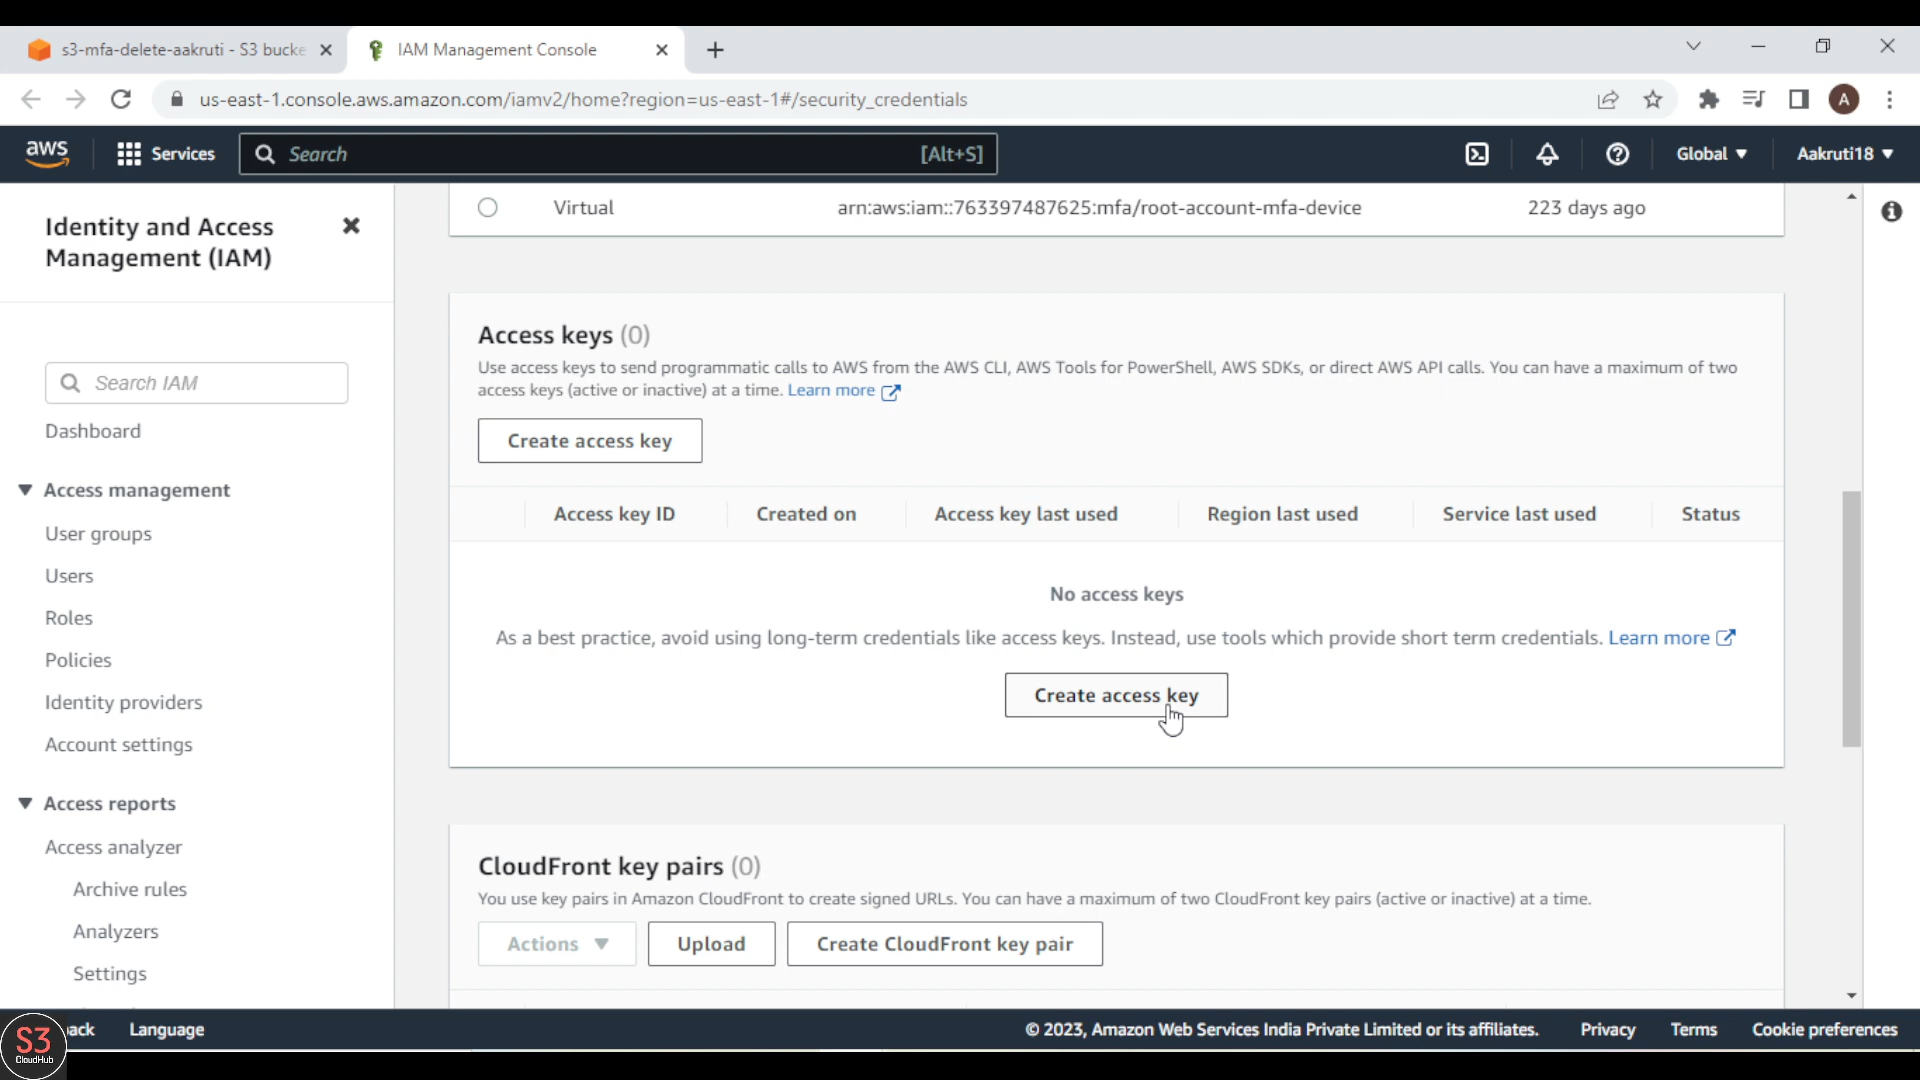 s3-mfa-delete-aakruti - S3 bucke
IAM Management Console
us-east-1.console.aws.amazon.com/iamv2/home?region=us-east-1#/security_credentials
A
aws
Services
Search
[Alt+S]
Global
Aakruti18
Identity and Access
Management (IAM)
Search IAM
Dashboard
Access management
User groups
Users
Roles
Policies
Identity providers
Account settings
Access reports
Access analyzer
Archive rules
Analyzers
Settings
Virtual
arn:aws:iam::763397487625:mfa/root-account-mfa-device
223 days ago
Access keys (0)
Use access keys to send programmatic calls to AWS from the AWS CLI, AWS Tools for PowerShell, AWS SDKs, or direct AWS API calls. You can have a maximum of two
access keys (active or inactive) at a time. Learn more
Create access key
Access key ID
Created on
Access key last used
Region last used
Service last used
Status
No access keys
As a best practice, avoid using long-term credentials like access keys. Instead, use tools which provide short term credentials. Learn more
Create access key
CloudFront key pairs (0)
You use key pairs in Amazon CloudFront to create signed URLs. You can have a maximum of two CloudFront key pairs (active or inactive) at a time.
Actions
Upload
Create CloudFront key pair
S3
CloudHub
ack
Language
© 2023, Amazon Web Services India Private Limited or its affiliates.
Privacy
Terms
Cookie preferences